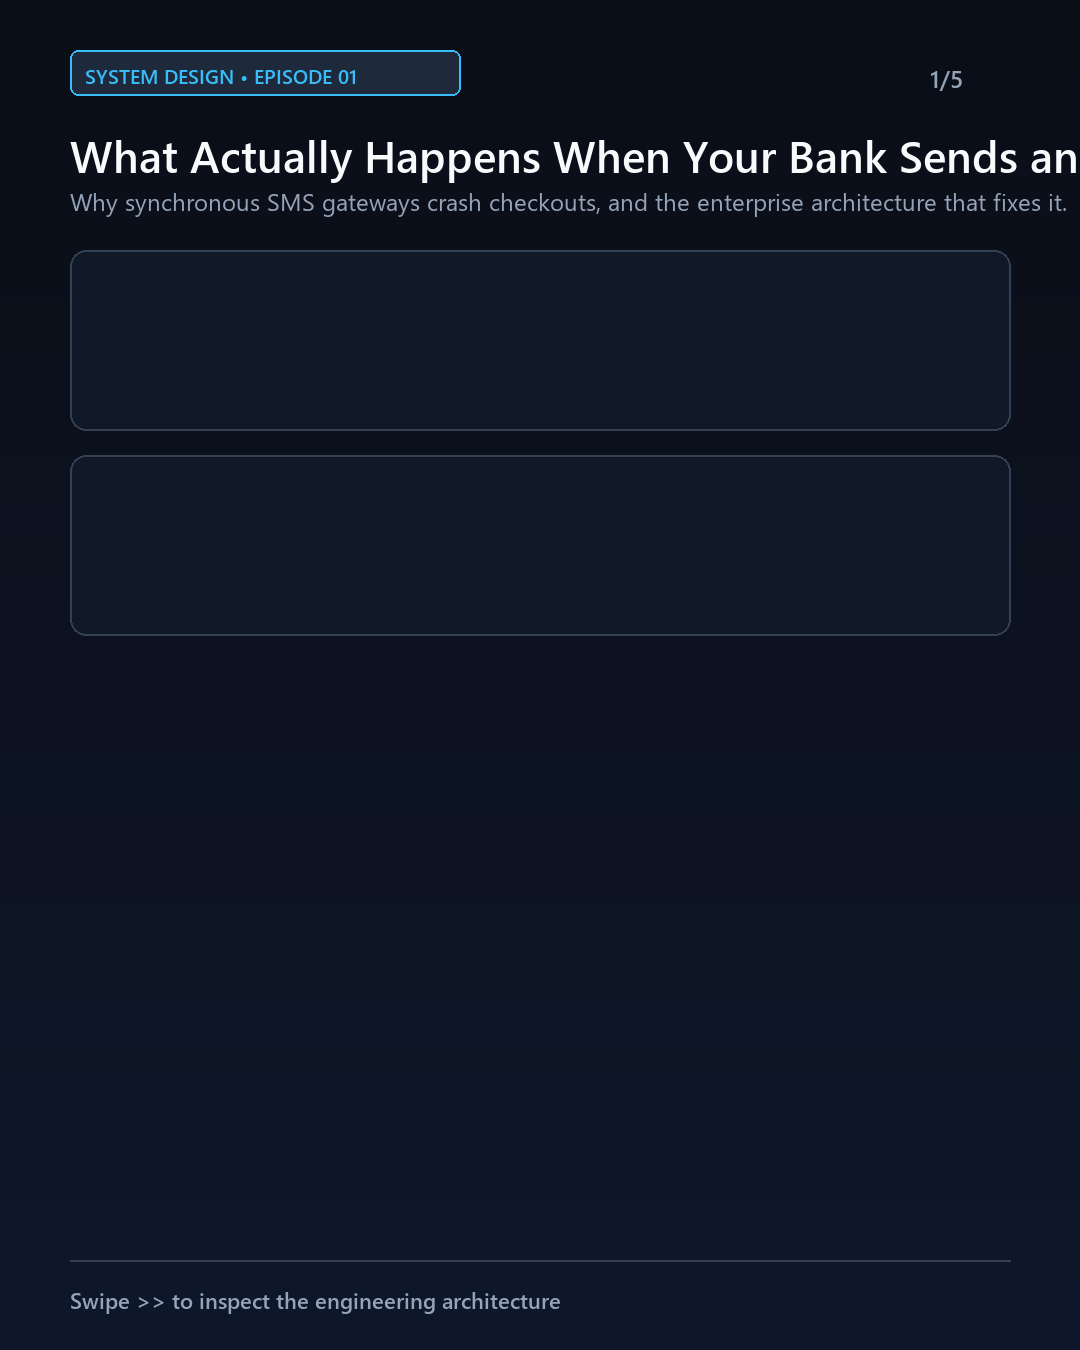 SYSTEM DESIGN • EPISODE 01
1/5
What Actually Happens When Your Bank Sends an
Why synchronous SMS gateways crash checkouts, and the enterprise architecture that fixes it.
Swipe >> to inspect the engineering architecture